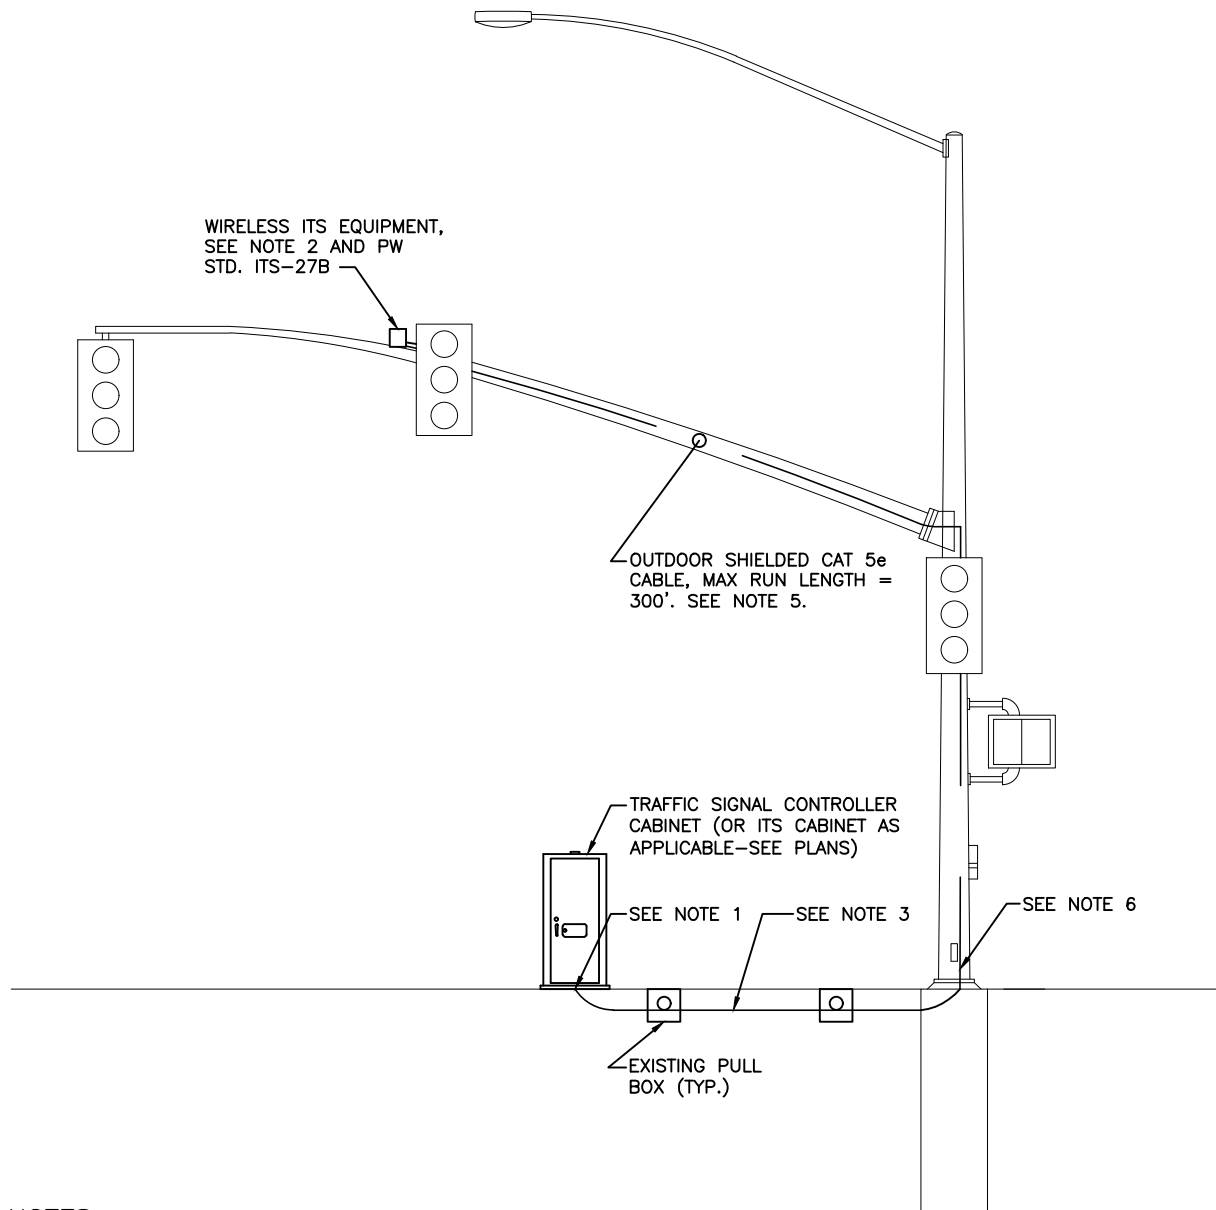 WIRELESS ITS EQUIPMENT,
SEE NOTE 2 AND PW
STD. ITS-27B
OUTDOOR SHIELDED CAT 5e
CABLE, MAX RUN LENGTH =
300'. SEE NOTE 5.
TRAFFIC SIGNAL CONTROLLER
CABINET (OR ITS CABINET AS
APPLICABLE-SEE PLANS)
SEE NOTE 1
SEE NOTE 3
SEE NOTE 6
EXISTING PULL
BOX (TYP.)